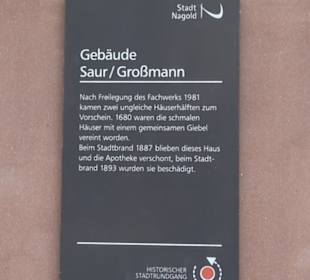 Stadt
Nagold
Gebäude
Saur/Großmann
Nach Freilegung des Fachwerks 1981
kamen zwei ungleiche Häuserhälften zum
Vorschein. 1680 waren die schmalen
Häuser mit einem gemeinsamen Giebel
vereint worden.
Beim Stadtbrand 1887 blieben dieses Haus
und die Apotheke verschont, beim Stadt-
brand 1893 wurden sie beschädigt.
HISTORISCHER
STADTRUNDGANG